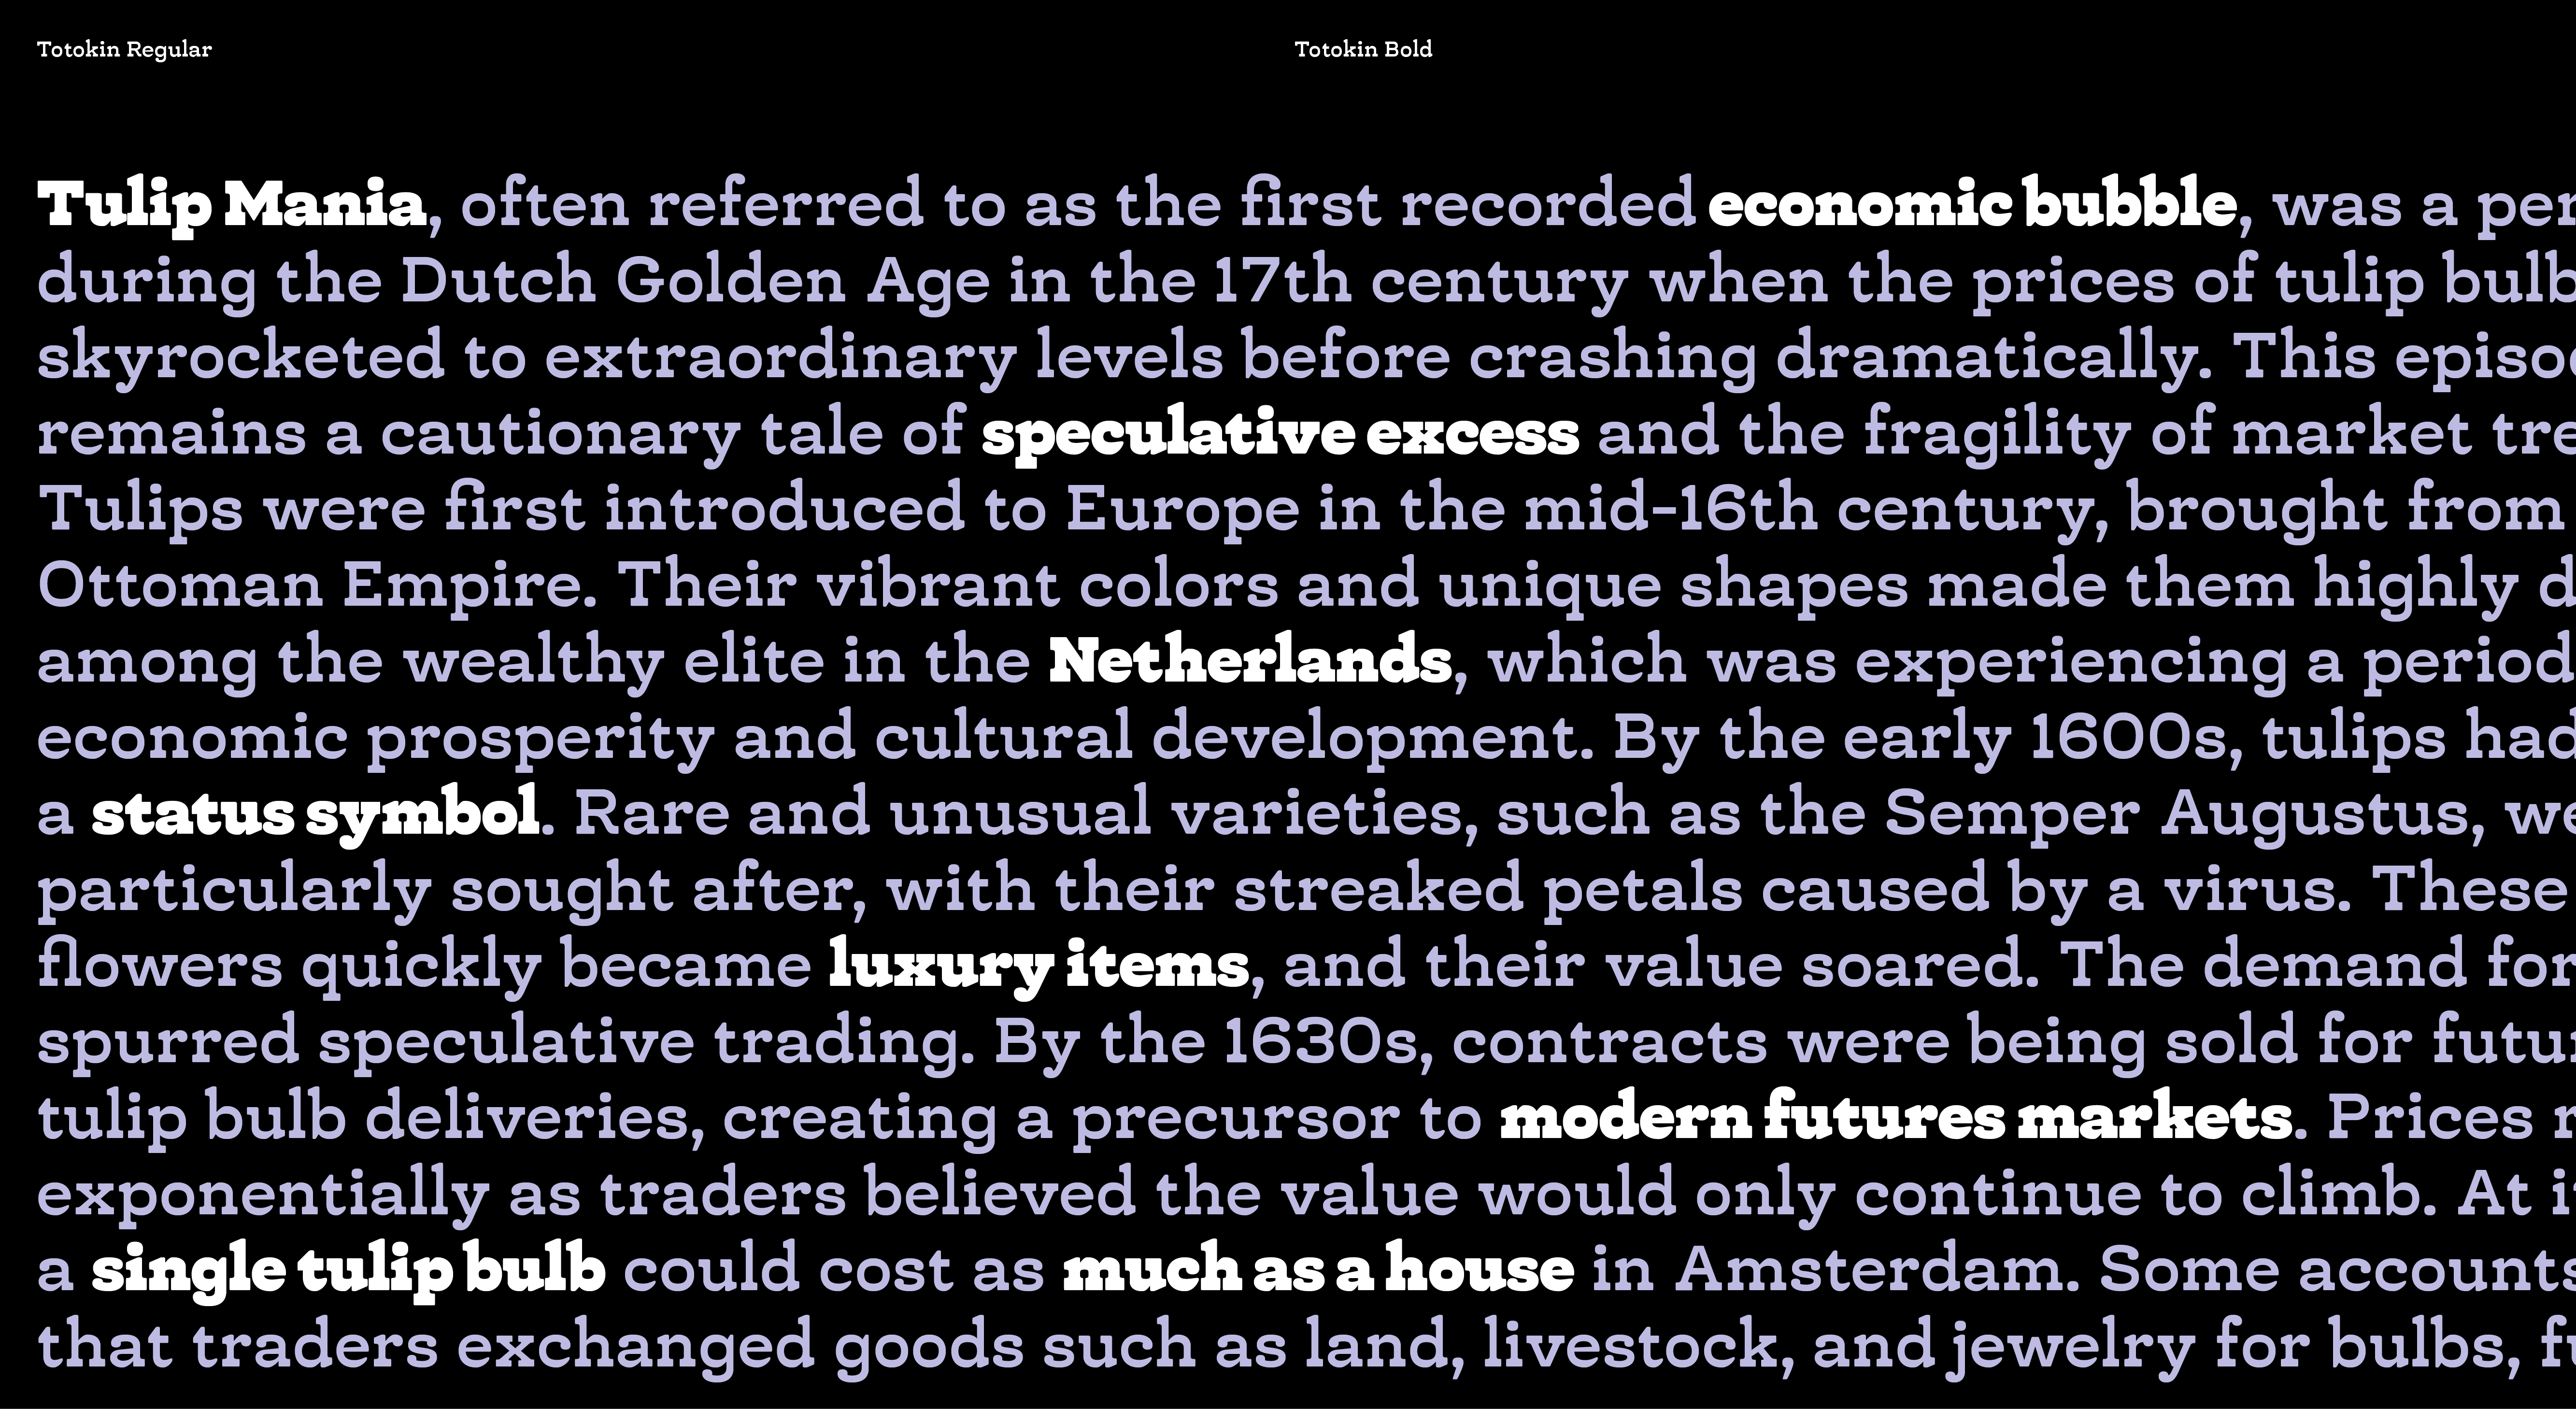 Totokin Regular
Totokin Bold
Tulip Mania, often referred to as the first recorded economic bubble, was a per
during the Dutch Golden Age in the 17th century when the prices of tulip bulb
skyrocketed to extraordinary levels before crashing dramatically. This episo
remains a cautionary tale of speculative excess and the fragility of market tre
Tulips were first introduced to Europe in the mid-16th century, brought from
Ottoman Empire. Their vibrant colors and unique shapes made them highly d
among the wealthy elite in the Netherlands, which was experiencing a period
economic prosperity and cultural development. By the early 1600s, tulips had
a status symbol. Rare and unusual varieties, such as the Semper Augustus, we
particularly sought after, with their streaked petals caused by a virus. These
flowers quickly became luxury items, and their value soared. The demand for
spurred speculative trading. By the 1630s, contracts were being sold for futu
tulip bulb deliveries, creating a precursor to modern futures markets. Prices
exponentially as traders believed the value would only continue to climb. At i
a single tulip bulb could cost as much as a house in Amsterdam. Some accounts
that traders exchanged goods such as land, livestock, and jewelry for bulbs, fu